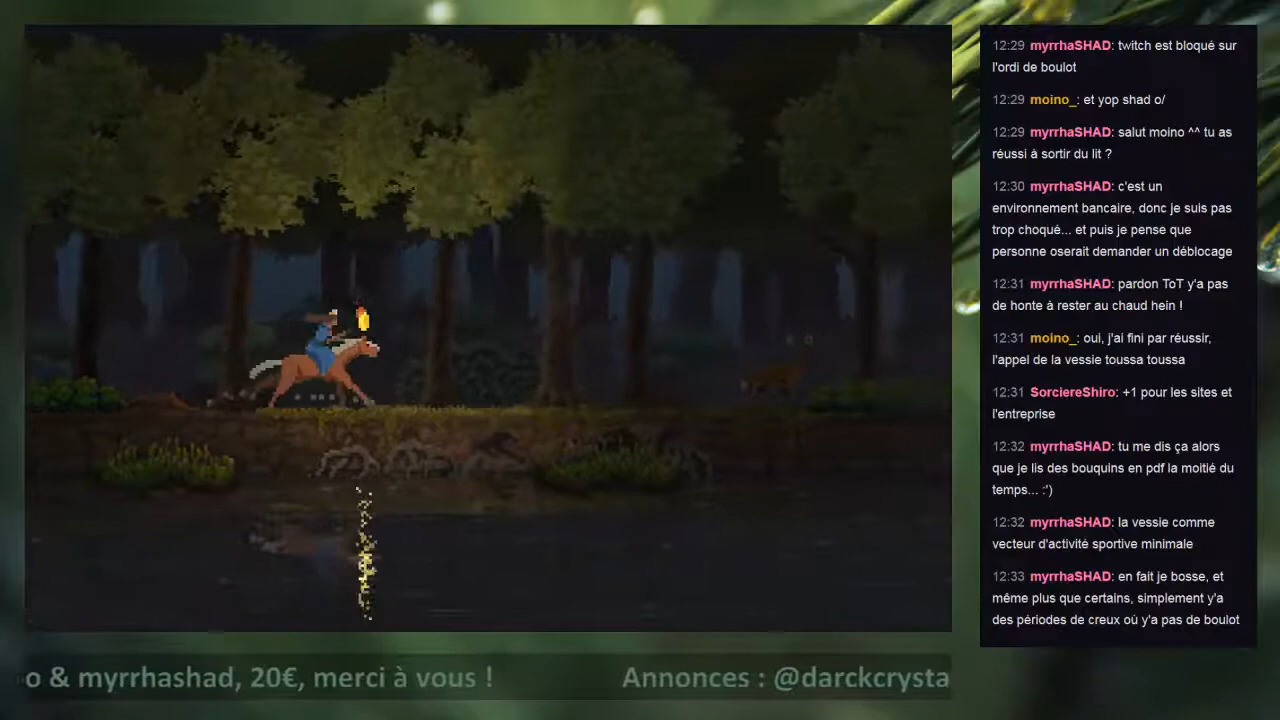 12:29 myrrhaSHAD: twitch est bloqué sur
l'ordi de boulot
12:29 moino_: et yop shad o/
12:29 myrrhaSHAD: salut moino ^^ tu as
réussi à sortir du lit ?
12:30 myrrhaSHAD: c'est un
environnement bancaire, donc je suis pas
trop choqué... et puis je pense que
personne oserait demander un déblocage
12:31 myrrhaSHAD: pardon ToT y'a pas
de honte à rester au chaud hein !
12:31 moino_: oui, j'ai fini par réussir,
l'appel de la vessie toussa toussa
12:31 SorciereShiro: +1 pour les sites et
l'entreprise
12:32 myrrhaSHAD: tu me dis ça alors
que je lis des bouquins en pdf la moitié du
temps... :')
12:32 myrrhaSHAD: la vessie comme
vecteur d'activité sportive minimale
12:33 myrrhaSHAD: en fait je bosse, et
même plus que certains, simplement y'a
des périodes de creux où y'a pas de boulot
o & myrrhashad, 20€, merci à vous ! Annonces : @darckcrysta